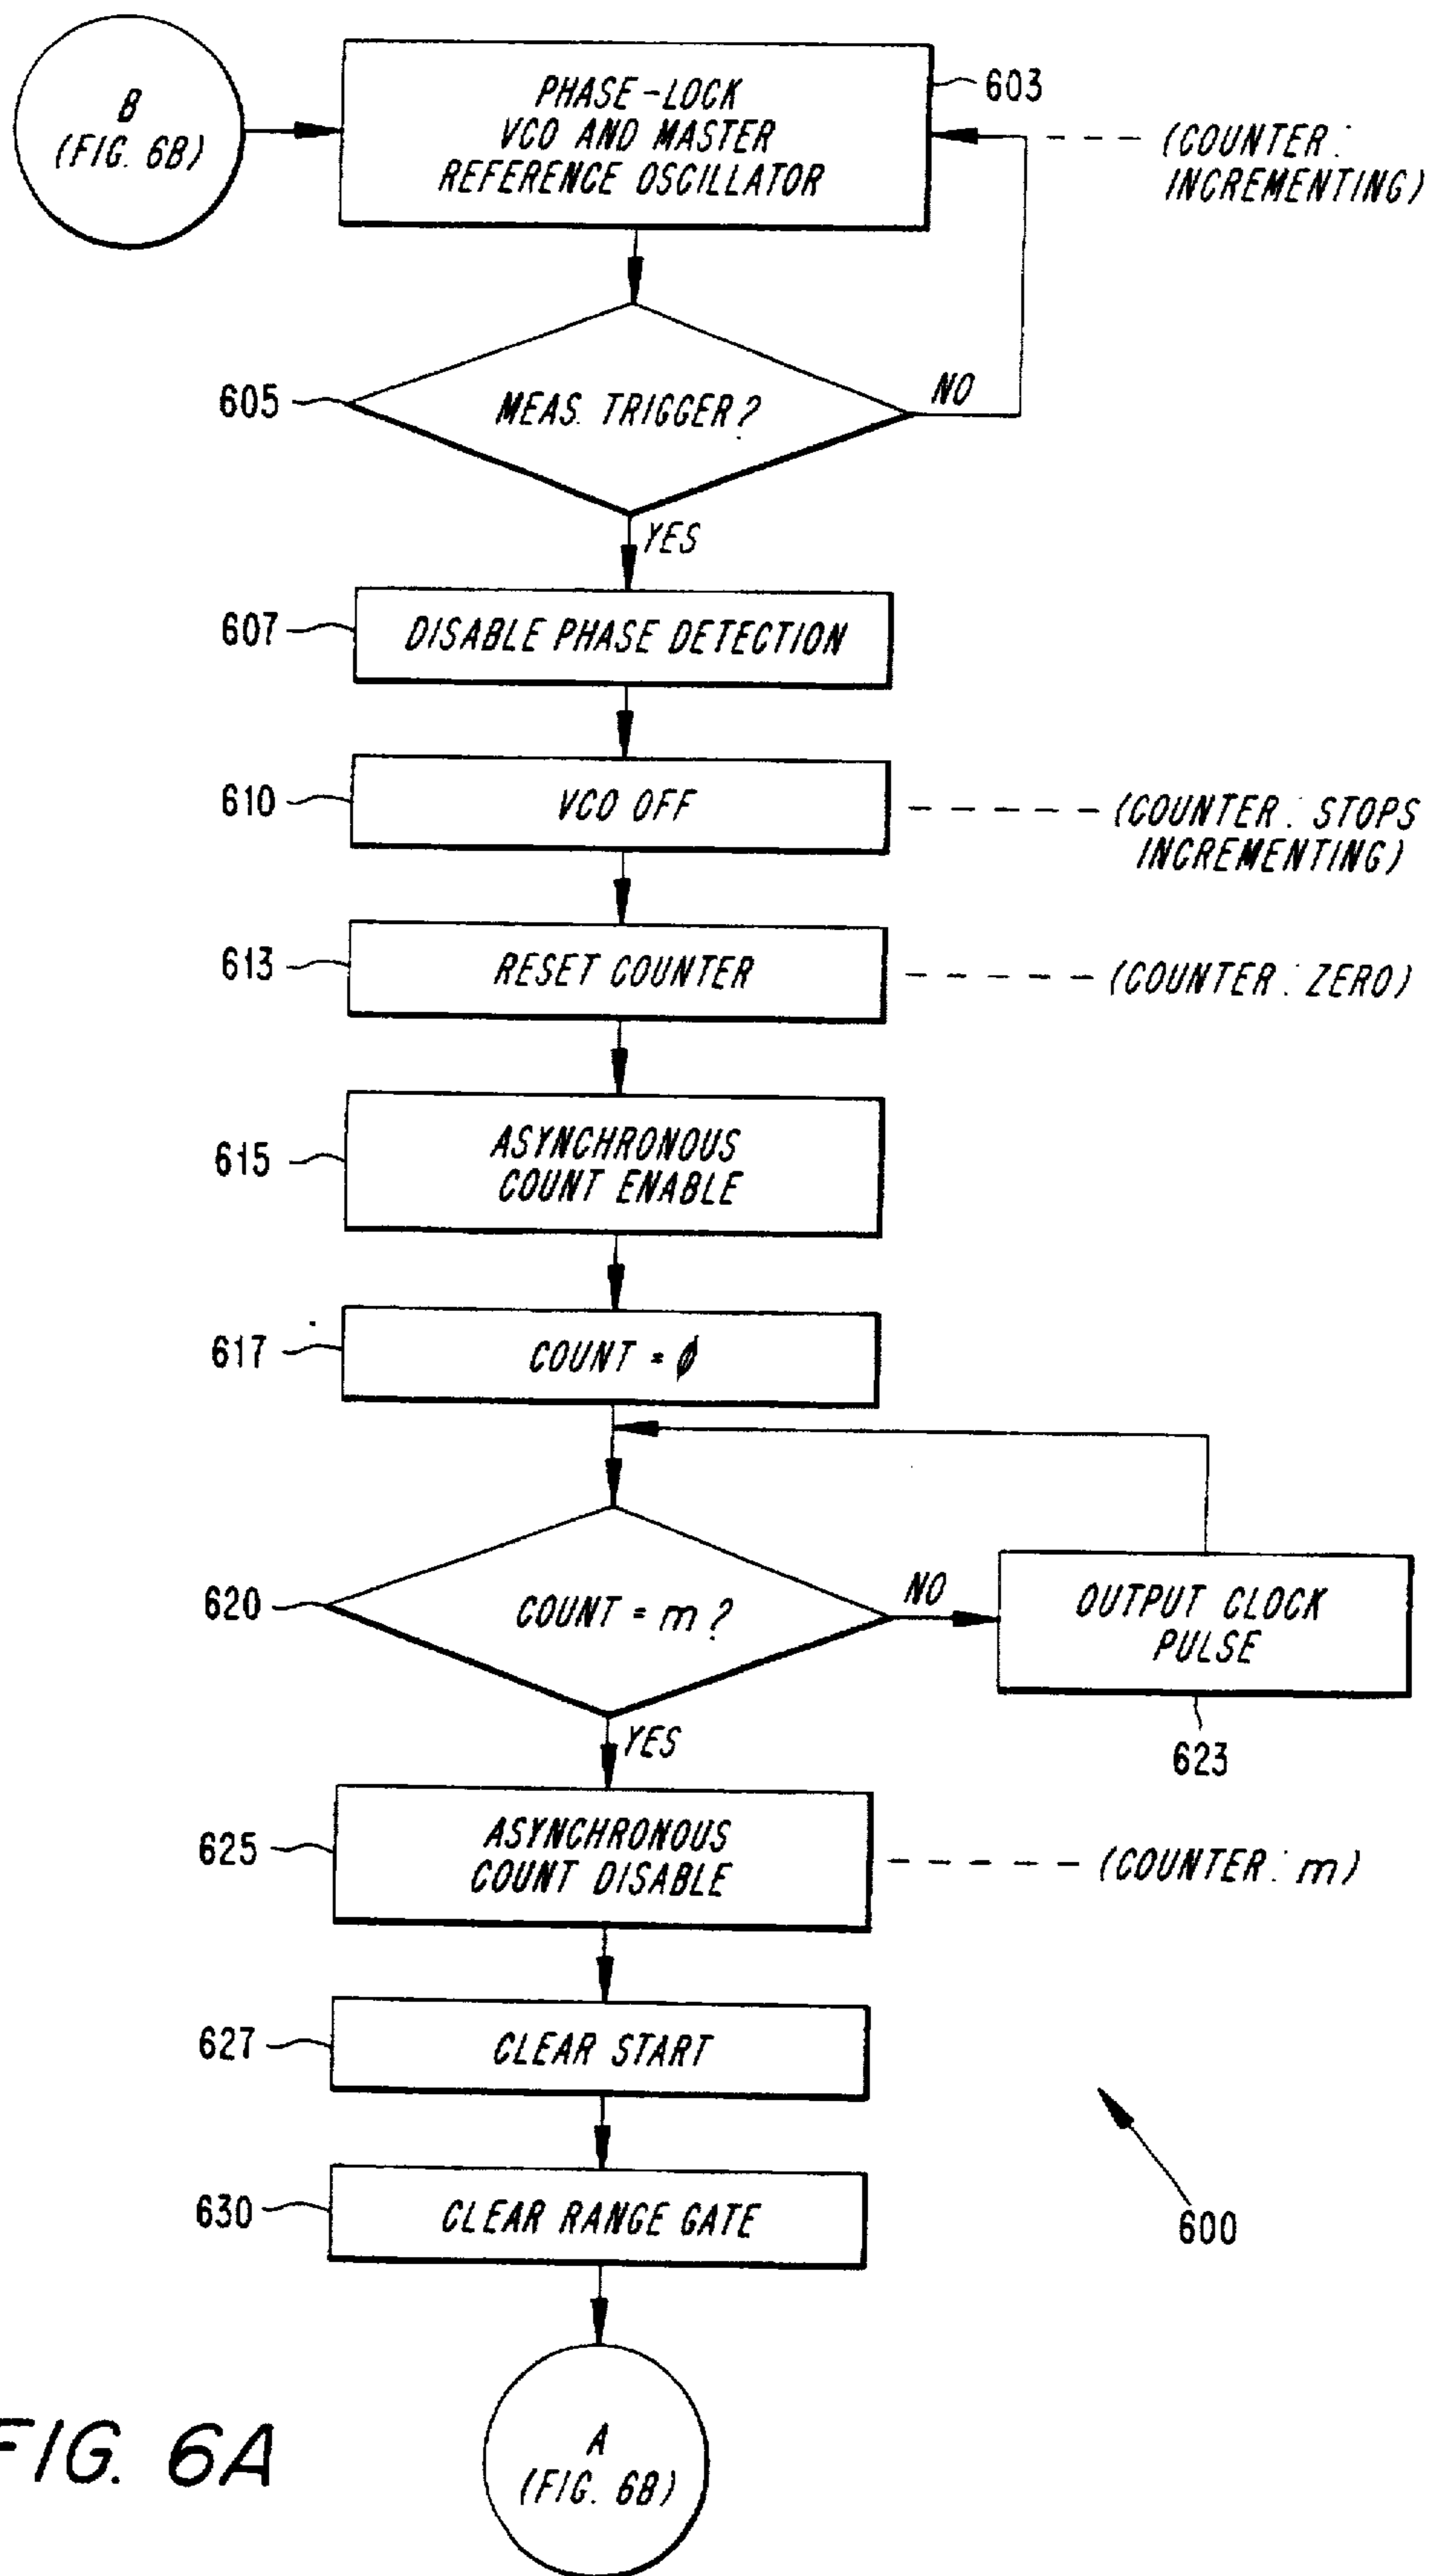 B
(FIG. 6B)
PHASE-LOCK
VCO AND MASTER
REFERENCE OSCILLATOR
603
(COUNTER:
INCREMENTING)
605
MEAS. TRIGGER?
NO
YES
607
DISABLE PHASE DETECTION
610
VCO OFF
(COUNTER: STOPS
INCREMENTING)
613
RESET COUNTER
(COUNTER: ZERO)
615
ASYNCHRONOUS
COUNT ENABLE
617
COUNT = ϕ
620
COUNT = m?
NO
OUTPUT CLOCK
PULSE
623
YES
625
ASYNCHRONOUS
COUNT DISABLE
(COUNTER: m)
627
CLEAR START
630
CLEAR RANGE GATE
600
A
(FIG. 6B)
FIG. 6A